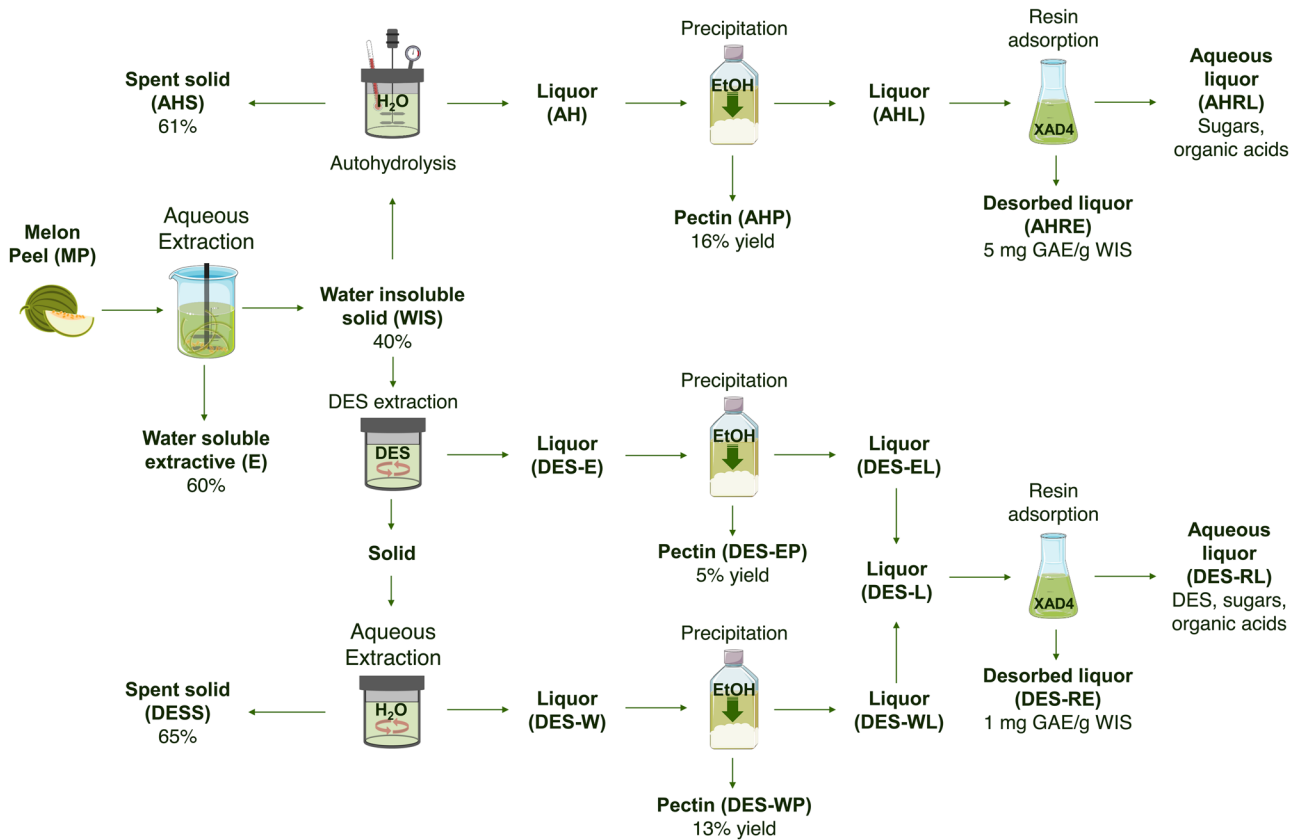 Precipitation
Resin
adsorption
Spent solid
(AHS)
61%
H2O
Autohydrolysis
Liquor
(AH)
EtOH
Liquor
(AHL)
XAD4
Aqueous
liquor
(AHRL)
Sugars,
organic acids
Pectin (AHP)
16% yield
Desorbed liquor
(AHRE)
5 mg GAE/g WIS
Melon
Peel (MP)
Aqueous
Extraction
Water insoluble
solid (WIS)
40%
Water soluble
extractive (E)
60%
DES extraction
DES
Liquor
(DES-E)
Precipitation
EtOH
Liquor
(DES-EL)
Pectin (DES-EP)
5% yield
Solid
Liquor
(DES-L)
Resin
adsorption
XAD4
Aqueous
liquor
(DES-RL)
DES, sugars,
organic acids
Aqueous
Extraction
H2O
Spent solid
(DESS)
65%
Liquor
(DES-W)
Precipitation
EtOH
Liquor
(DES-WL)
Desorbed liquor
(DES-RE)
1 mg GAE/g WIS
Pectin (DES-WP)
13% yield